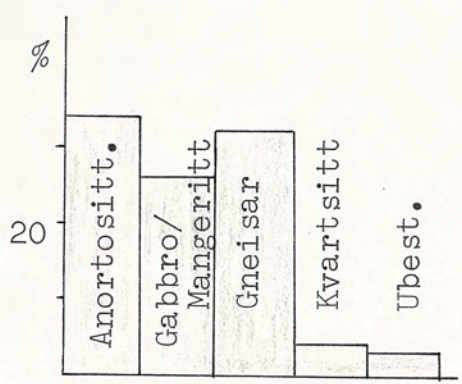 %
20
Anortositt.
Gabbro/
Mangeritt
Gneisar
Kvartsitt
Ubest.